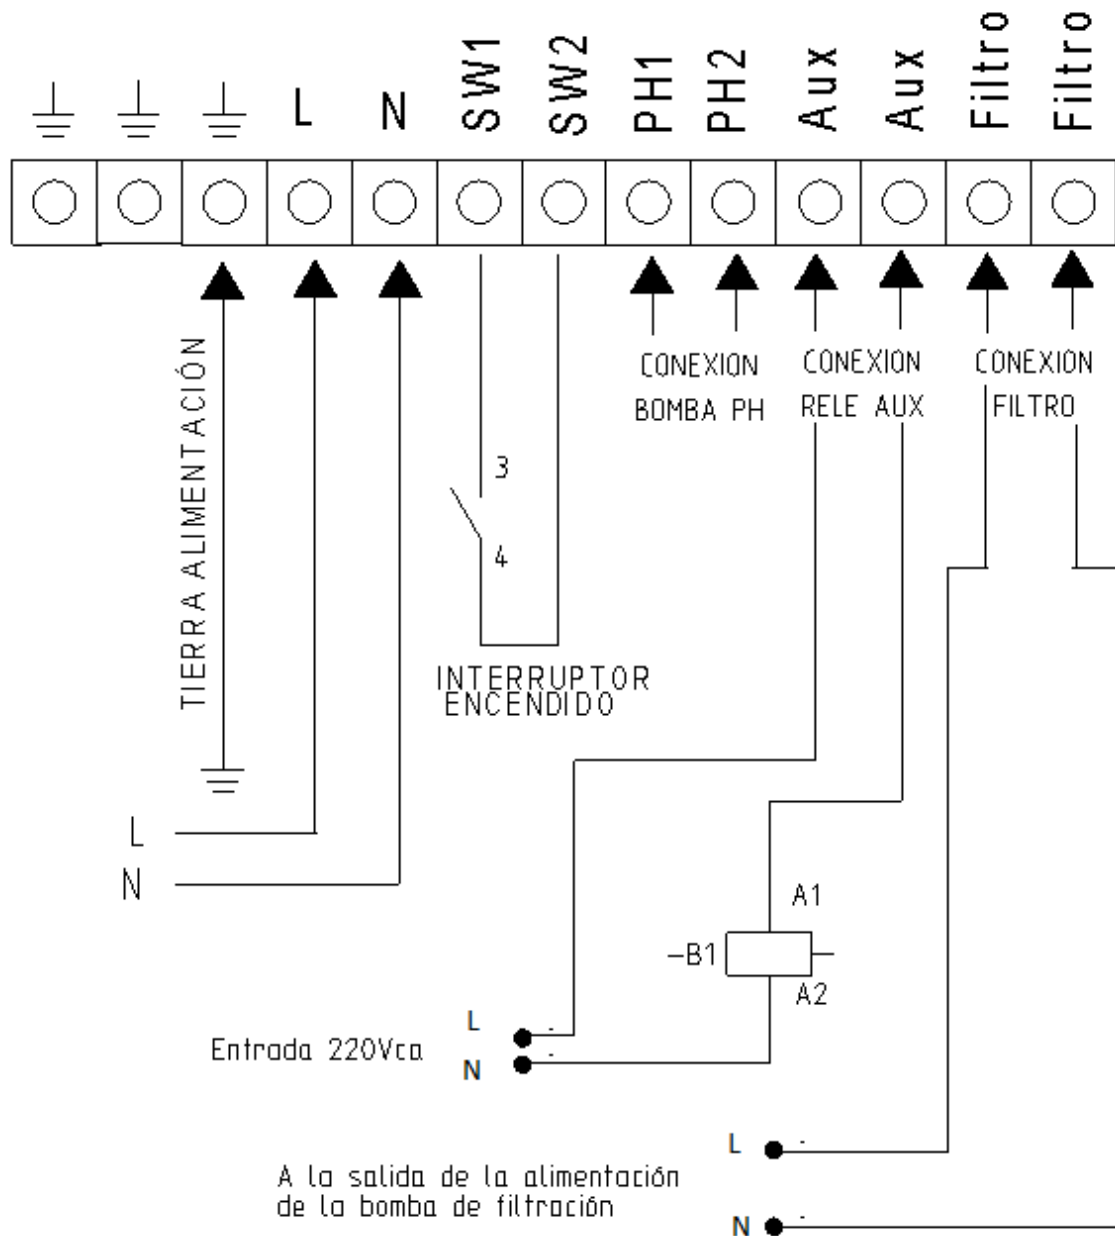 L
N
SW1
SW2
PH1
PH2
Aux
Aux
Filtro
Filtro
TIERRA ALIMENTACIÓN
CONEXION
BOMBA PH
CONEXION
RELE AUX
CONEXION
FILTRO
3
4
INTERRUPTOR
ENCENDIDO
L
N
A1
-B1
A2
Entrada 220Vca
L
N
A la salida de la alimentación
de la bomba de filtración
L
N